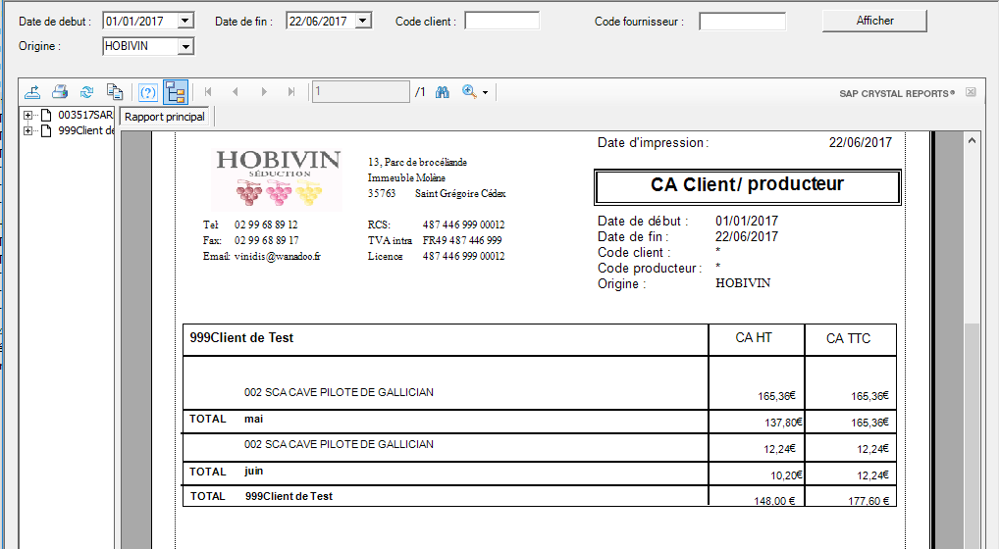 Date de debut : 01/01/2017 Date de fin : 22/06/2017 Code client : Code fournisseur : Afficher
Origine : HOBIVIN
1 /1 SAP CRYSTAL REPORTS®
003517SAR
999Client de
Rapport principal
Date d'impression : 22/06/2017
HOBIVIN
SÉDUCTION
13, Parc de brocéliande
Immeuble Molène
35763 Saint Grégoire Cédex
CA Client/ producteur
Tel: 02 99 68 89 12 RCS: 487 446 999 00012
Fax: 02 99 68 89 17 TVA intra FR49 487 446 999
Email: vinidis@wanadoo.fr Licence 487 446 999 00012
Date de début : 01/01/2017
Date de fin : 22/06/2017
Code client : *
Code producteur : *
Origine : HOBIVIN
999Client de Test CA HT CA TTC
002 SCA CAVE PILOTE DE GALLICIAN 165,36€ 165,36€
TOTAL mai 137,80€ 165,36€
002 SCA CAVE PILOTE DE GALLICIAN 12,24€ 12,24€
TOTAL juin 10,20€ 12,24€
TOTAL 999Client de Test 148,00 € 177,60 €